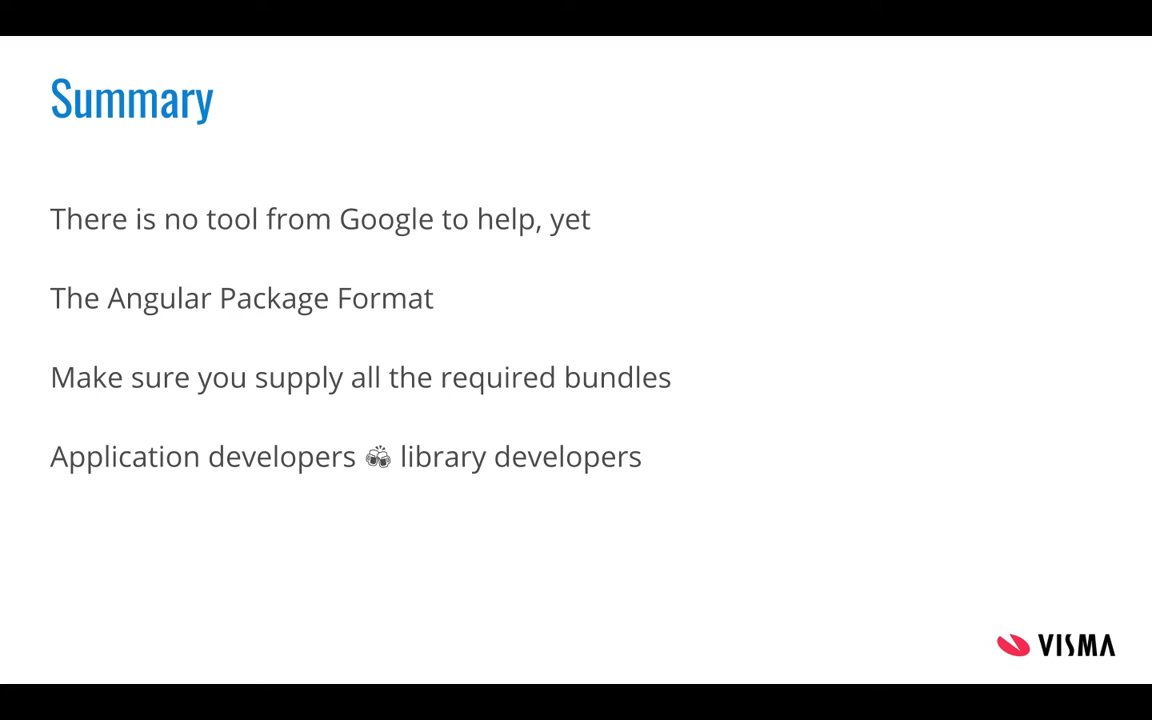 Summary
There is no tool from Google to help, yet
The Angular Package Format
Make sure you supply all the required bundles
Application developers 🍻 library developers
VISMA